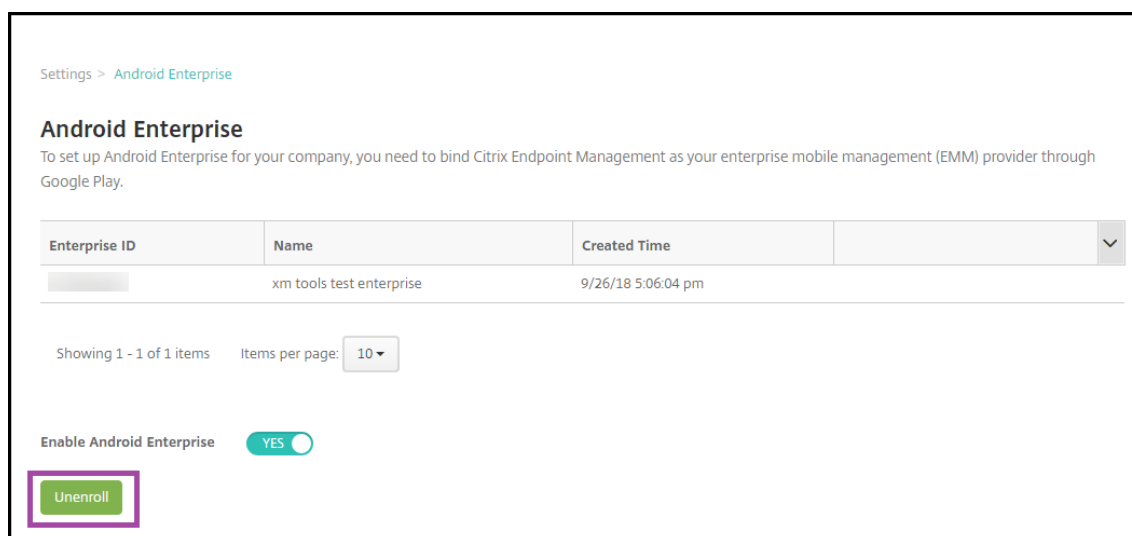 Settings > Android Enterprise
Android Enterprise
To set up Android Enterprise for your company, you need to bind Citrix Endpoint Management as your enterprise mobile management (EMM) provider through
Google Play.
Enterprise ID Name Created Time
xm tools test enterprise 9/26/18 5:06:04 pm
Showing 1 - 1 of 1 items Items per page: 10
Enable Android Enterprise YES
Unenroll